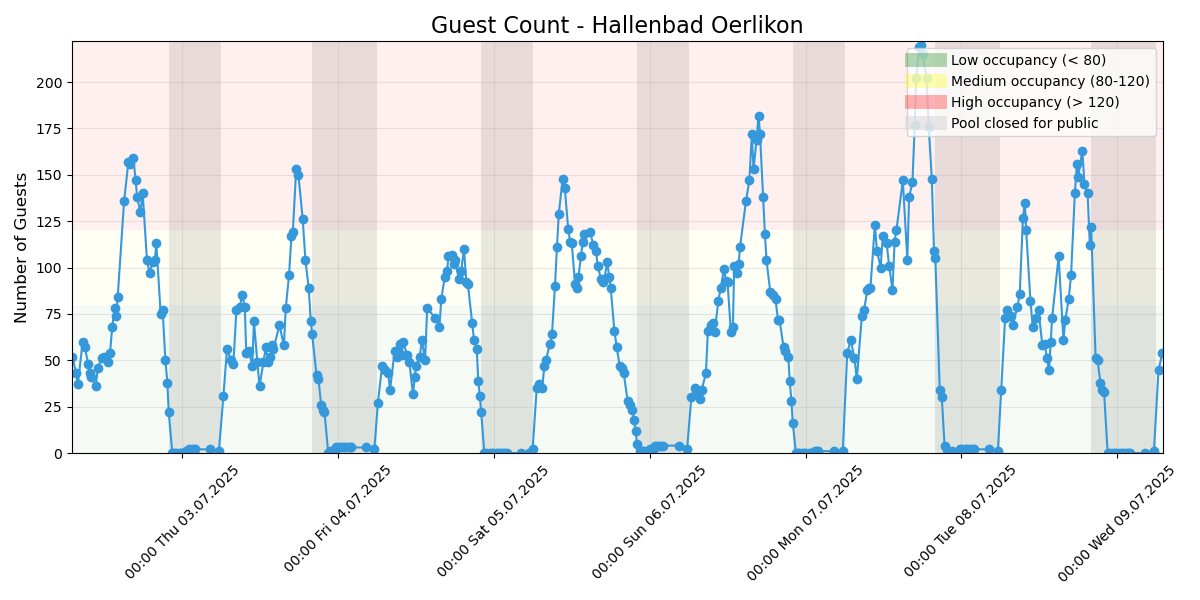 Guest Count - Hallenbad Oerlikon
Low occupancy (< 80)
Medium occupancy (80-120)
High occupancy (> 120)
Pool closed for public
Number of Guests
200
175
150
125
100
75
50
25
0
00:00 Thu 03.07.2025
00:00 Fri 04.07.2025
00:00 Sat 05.07.2025
00:00 Sun 06.07.2025
00:00 Mon 07.07.2025
00:00 Tue 08.07.2025
00:00 Wed 09.07.2025